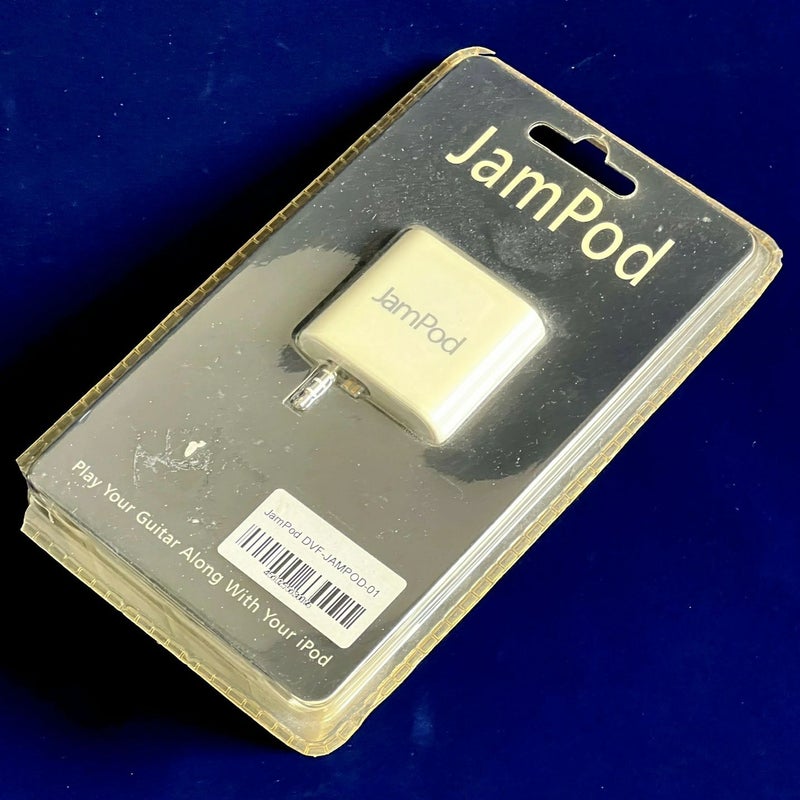 JamPod
JamPod
JamPod DVF-JAMPOD-01
Play Your Guitar Along With Your iPod